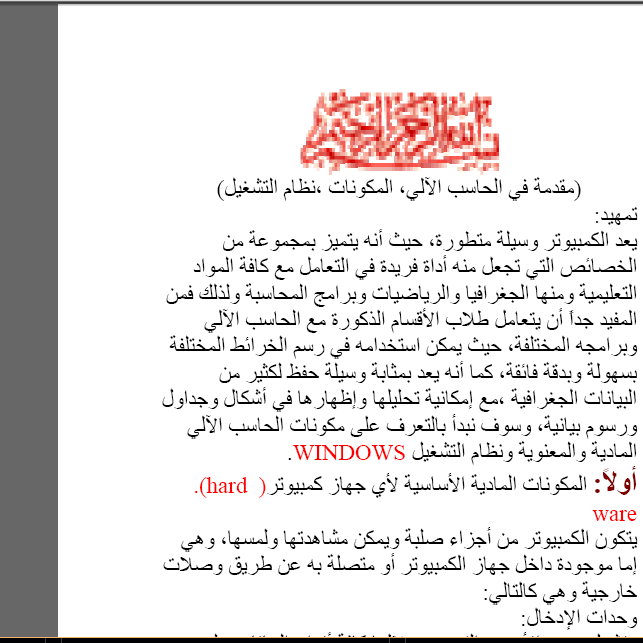 بسم الله الرحمن الرحيم
(مقدمة في الحاسب الآلي، المكونات ،نظام التشغيل)
تمهيد:
يعد الكمبيوتر وسيلة متطورة، حيث أنه يتميز بمجموعة من
الخصائص التي تجعل منه أداة فريدة في التعامل مع كافة المواد
التعليمية ومنها الجغرافيا والرياضيات وبرامج المحاسبة ولذلك فمن
المفيد جداً أن يتعامل طلاب الأقسام الذكورة مع الحاسب الآلي
وبرامجه المختلفة، حيث يمكن استخدامه في رسم الخرائط المختلفة
بسهولة وبدقة فائقة، كما أنه يعد بمثابة وسيلة حفظ لكثير من
البيانات الجغرافية ،مع إمكانية تحليلها وإظهارها في أشكال وجداول
ورسوم بيانية، وسوف نبدأ بالتعرف على مكونات الحاسب الآلي
المادية والمعنوية ونظام التشغيل WINDOWS.
أولاً: المكونات المادية الأساسية لأي جهاز كمبيوتر( hard).
ware
يتكون الكمبيوتر من أجزاء صلبة ويمكن مشاهدتها ولمسها، وهي
إما موجودة داخل جهاز الكمبيوتر أو متصلة به عن طريق وصلات
خارجية وهي كالتالي:
وحدات الإدخال: